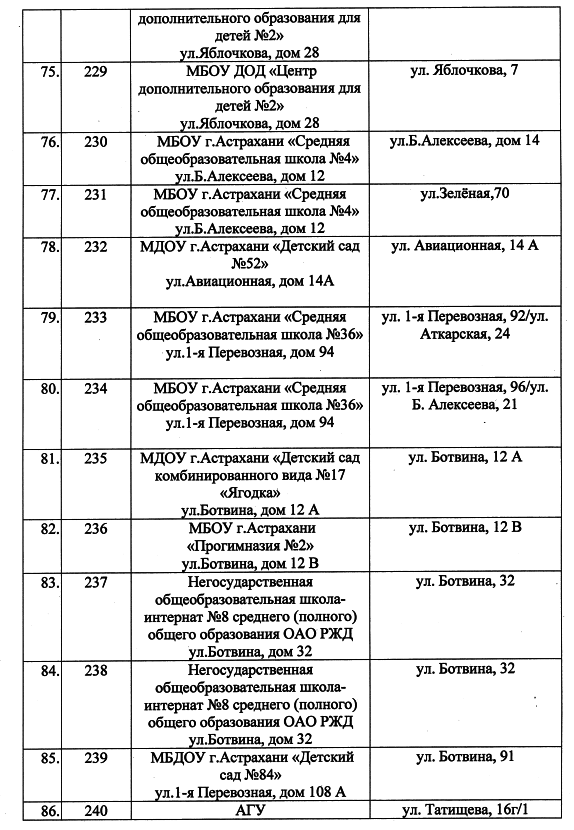 дополнительного образования для
детей №2»
ул.Яблочкова, дом 28
75. 229 МБОУ ДОД «Центр ул. Яблочкова, 7
дополнительного образования для
детей №2»
ул.Яблочкова, дом 28
76. 230 МБОУ г.Астрахани «Средняя ул.Б.Алексеева, дом 14
общеобразовательная школа №4»
ул.Б.Алексеева, дом 12
77. 231 МБОУ г.Астрахани «Средняя ул.Зелёная,70
общеобразовательная школа №4»
ул.Б.Алексеева, дом 12
78. 232 МДОУ г.Астрахани «Детский сад ул. Авиационная, 14 А
№52»
ул.Авиационная, дом 14А
79. 233 МБОУ г.Астрахани «Средняя ул. 1-я Перевозная, 92/ул.
общеобразовательная школа №36» Аткарская, 24
ул.1-я Перевозная, дом 94
80. 234 МБОУ г.Астрахани «Средняя ул. 1-я Перевозная, 96/ул.
общеобразовательная школа №36» Б. Алексеева, 21
ул.1-я Перевозная, дом 94
81. 235 МДОУ г.Астрахани «Детский сад ул. Ботвина, 12 А
комбинированного вида №17
«Ягодка»
ул.Ботвина, дом 12 А
82. 236 МБОУ г.Астрахани ул. Ботвина, 12 В
«Прогимназия №2»
ул.Ботвина, дом 12 В
83. 237 Негосударственная ул. Ботвина, 32
общеобразовательная школа-
интернат №8 среднего (полного)
общего образования ОАО РЖД
ул.Ботвина, дом 32
84. 238 Негосударственная ул. Ботвина, 32
общеобразовательная школа-
интернат №8 среднего (полного)
общего образования ОАО РЖД
ул.Ботвина, дом 32
85. 239 МБДОУ г.Астрахани «Детский ул. Ботвина, 91
сад №84»
ул.1-я Перевозная, дом 108 А
86. 240 АГУ ул. Татищева, 16г/1